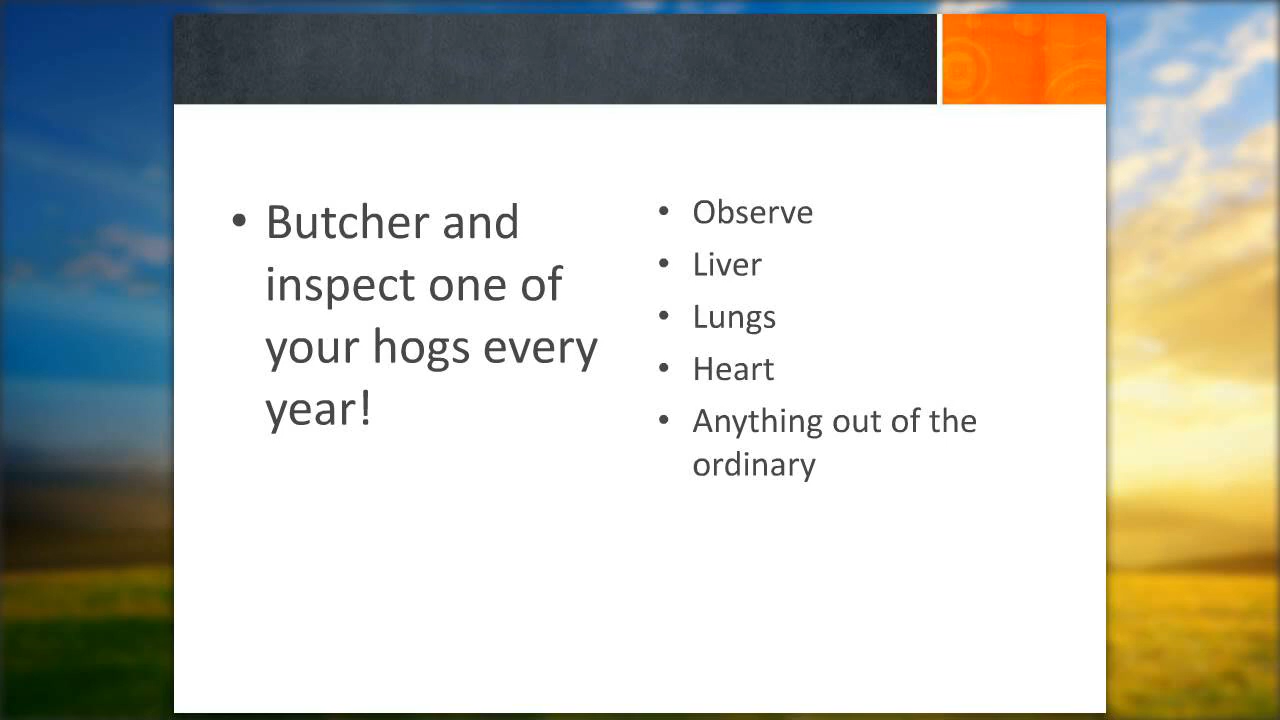 • Butcher and
inspect one of
your hogs every
year!
• Observe
• Liver
• Lungs
• Heart
• Anything out of the
ordinary